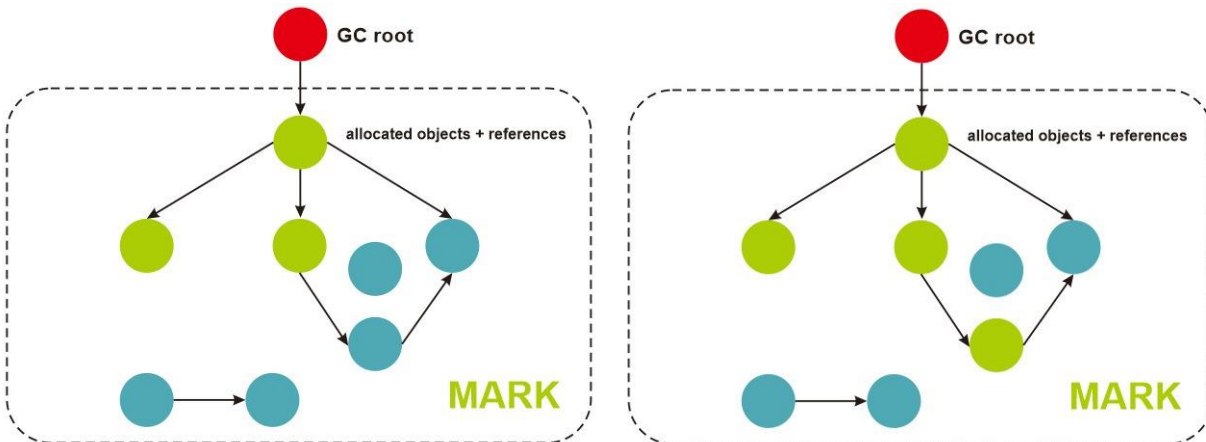 GC root
allocated objects + references
MARK
GC root
allocated objects + references
MARK